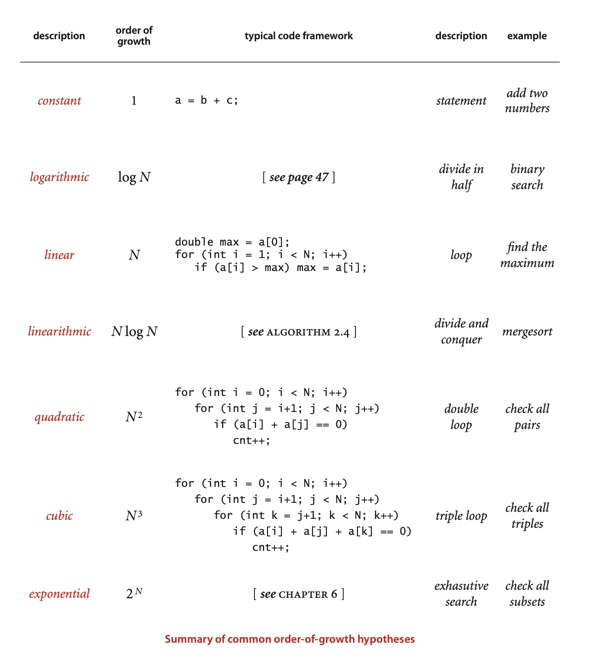 description order of growth typical code framework description example
constant 1 a = b + c; statement add two numbers
logarithmic log N [ see page 47 ] divide in half binary search
linear N double max = a[0];
for (int i = 1; i < N; i++)
if (a[i] > max) max = a[i]; loop find the maximum
linearithmic N log N [ see ALGORITHM 2.4 ] divide and conquer mergesort
quadratic N² for (int i = 0; i < N; i++)
for (int j = i+1; j < N; j++)
if (a[i] + a[j] == 0)
cnt++; double loop check all pairs
cubic N³ for (int i = 0; i < N; i++)
for (int j = i+1; j < N; j++)
for (int k = j+1; k < N; k++)
if (a[i] + a[j] + a[k] == 0)
cnt++; triple loop check all triples
exponential 2ᴺ [ see CHAPTER 6 ] exhasutive search check all subsets
Summary of common order-of-growth hypotheses